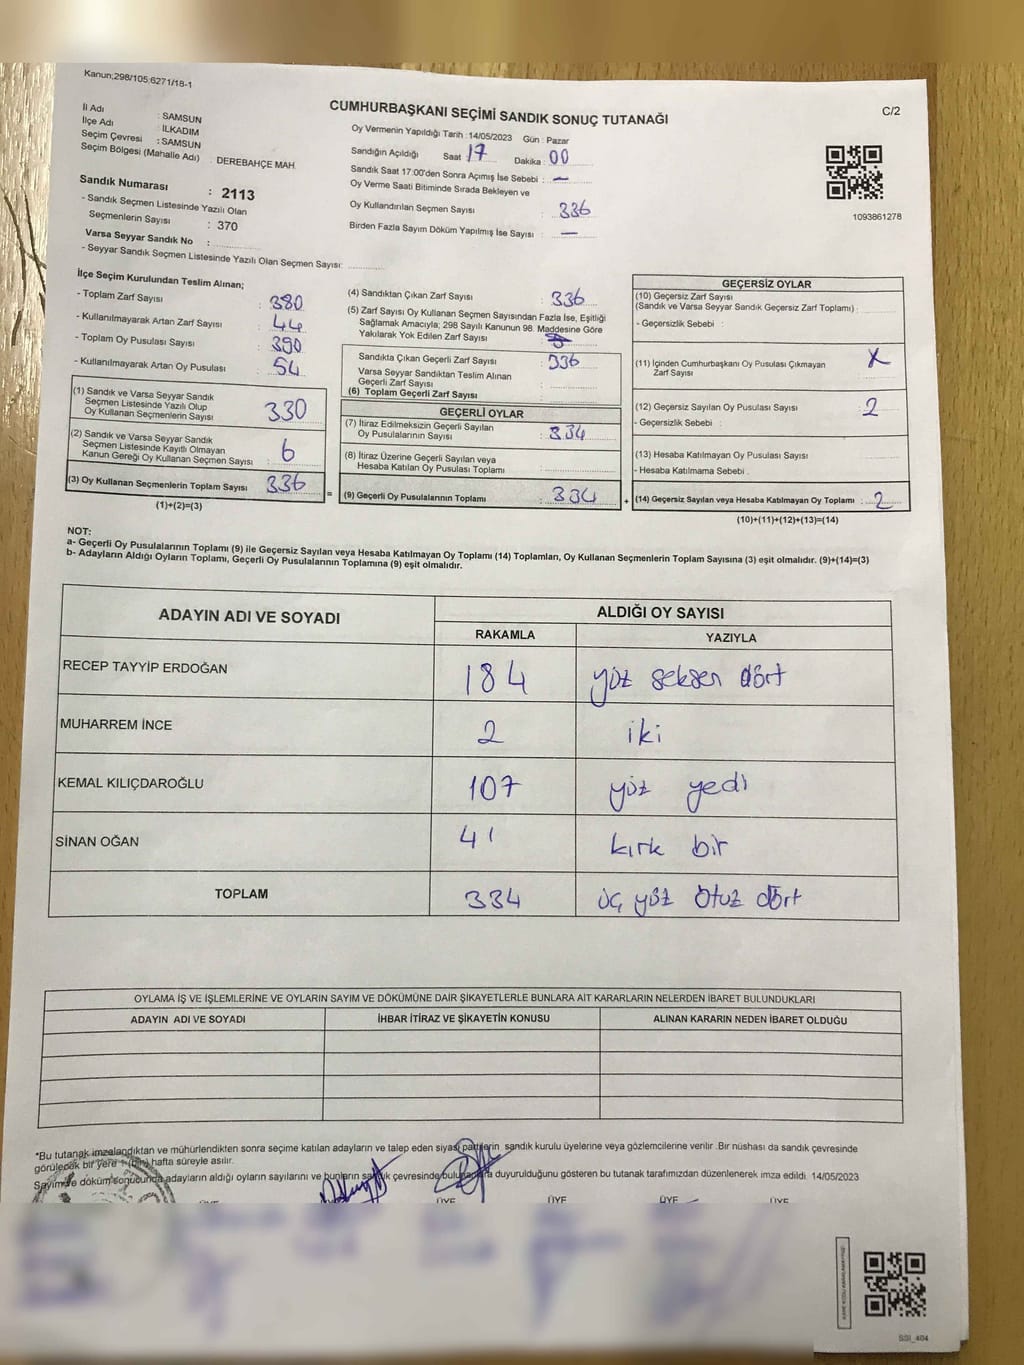 Kanun;298/105;6271/18-1
C/2
CUMHURBAŞKANI SEÇİMİ SANDIK SONUÇ TUTANAĞI
İl Adı : SAMSUN
İlçe Adı : İLKADIM
Seçim Çevresi : SAMSUN
Seçim Bölgesi (Mahalle Adı) : DEREBAHÇE MAH.
Sandık Numarası : 2113
- Sandık Seçmen Listesinde Yazılı Olan
Seçmenlerin Sayısı : 370
Varsa Seyyar Sandık No :
- Seyyar Sandık Seçmen Listesinde Yazılı Olan Seçmen Sayısı:
Oy Vermenin Yapıldığı Tarih :14/05/2023 Gün : Pazar
Sandığın Açıldığı Saat : 17 Dakika : 00
Sandık Saat 17:00'den Sonra Açımış İse Sebebi : —
Oy Verme Saati Bitiminde Sırada Bekleyen ve
Oy Kullandırılan Seçmen Sayısı : 336
Birden Fazla Sayım Döküm Yapılmış İse Sayısı : —
1093861278
İlçe Seçim Kurulundan Teslim Alınan;
- Toplam Zarf Sayısı : 380
- Kullanılmayarak Artan Zarf Sayısı : 44
- Toplam Oy Pusulası Sayısı : 390
- Kullanılmayarak Artan Oy Pusulası : 54
(1) Sandık ve Varsa Seyyar Sandık
Seçmen Listesinde Yazılı Olup
Oy Kullanan Seçmenlerin Sayısı : 330
(2) Sandık ve Varsa Seyyar Sandık
Seçmen Listesinde Kayıtlı Olmayan
Kanun Gereği Oy Kullanan Seçmen Sayısı : 6
(3) Oy Kullanan Seçmenlerin Toplam Sayısı : 336
(1)+(2)=(3)
(4) Sandıktan Çıkan Zarf Sayısı : 336
(5) Zarf Sayısı Oy Kullanan Seçmen Sayısından Fazla İse, Eşitliği
Sağlamak Amacıyla; 298 Sayılı Kanunun 98. Maddesine Göre
Yakılarak Yok Edilen Zarf Sayısı
Sandıkta Çıkan Geçerli Zarf Sayısı : 336
Varsa Seyyar Sandıktan Teslim Alınan
Geçerli Zarf Sayısı :
(6) Toplam Geçerli Zarf Sayısı :
GEÇERLİ OYLAR
(7) İtiraz Edilmeksizin Geçerli Sayılan
Oy Pusulalarının Sayısı : 334
(8) İtiraz Üzerine Geçerli Sayılan veya
Hesaba Katılan Oy Pusulası Toplamı :
= (9) Geçerli Oy Pusulalarının Toplamı : 334 +
GEÇERSİZ OYLAR
(10) Geçersiz Zarf Sayısı
(Sandık ve Varsa Seyyar Sandık Geçersiz Zarf Toplamı) :
- Geçersizlik Sebebi :
(11) İçinden Cumhurbaşkanı Oy Pusulası Çıkmayan X
Zarf Sayısı
(12) Geçersiz Sayılan Oy Pusulası Sayısı : 2
- Geçersizlik Sebebi :
(13) Hesaba Katılmayan Oy Pusulası Sayısı :
- Hesaba Katılmama Sebebi .
(14) Geçersiz Sayılan veya Hesaba Katılmayan Oy Toplamı : 2
(10)+(11)+(12)+(13)=(14)
NOT:
a- Geçerli Oy Pusulalarının Toplamı (9) ile Geçersiz Sayılan veya Hesaba Katılmayan Oy Toplamı (14) Toplamları, Oy Kullanan Seçmenlerin Toplam Sayısına (3) eşit olmalıdır. (9)+(14)=(3)
b- Adayların Aldığı Oyların Toplamı, Geçerli Oy Pusulalarının Toplamına (9) eşit olmalıdır.
ADAYIN ADI VE SOYADI
ALDIĞI OY SAYISI
RAKAMLA YAZIYLA
RECEP TAYYİP ERDOĞAN 184 yüz seksen dört
MUHARREM İNCE 2 iki
KEMAL KILIÇDAROĞLU 107 yüz yedi
SİNAN OĞAN 41 kırk bir
TOPLAM 334 üç yüz otuz dört
OYLAMA İŞ VE İŞLEMLERİNE VE OYLARIN SAYIM VE DÖKÜMÜNE DAİR ŞİKAYETLERLE BUNLARA AİT KARARLARIN NELERDEN İBARET BULUNDUKLARI
ADAYIN ADI VE SOYADI İHBAR İTİRAZ VE ŞİKAYETİN KONUSU ALINAN KARARIN NEDEN İBARET OLDUĞU
*Bu tutanak imzalandıktan ve mühürlendikten sonra seçime katılan adayların ve talep eden siyasi partilerin sandık kurulu üyelerine veya gözlemcilerine verilir .Bir nüshası da sandık çevresinde
görülecek bir yere 1 (bir) hafta süreyle asılır.
Sayım ve döküm sonucunda adayların aldığı oyların sayılarını ve bunların sandık çevresinde bulunanlara duyurulduğunu gösteren bu tutanak tarafımızdan düzenlenerek imza edildi. 14/05/2023
ÜYE ÜYE ÜYE ÜYE
SSI_404